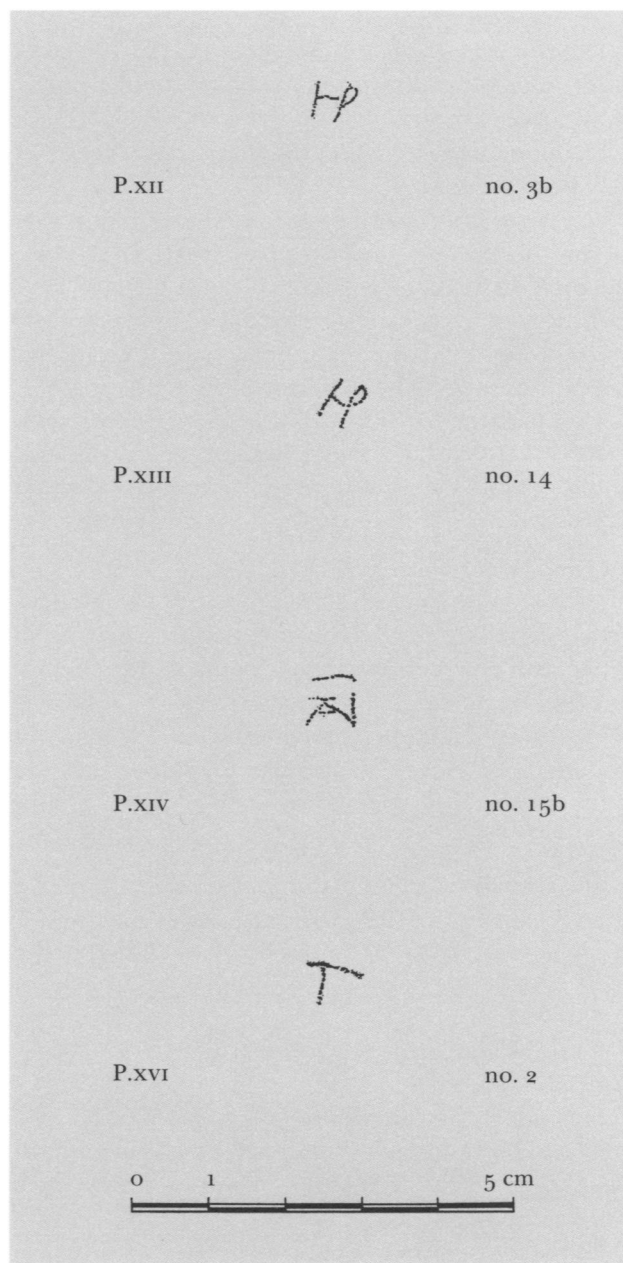 P.XII no. 3b
P.XIII no. 14
P.XIV no. 15b
T
P.XVI no. 2
0 1 5 cm